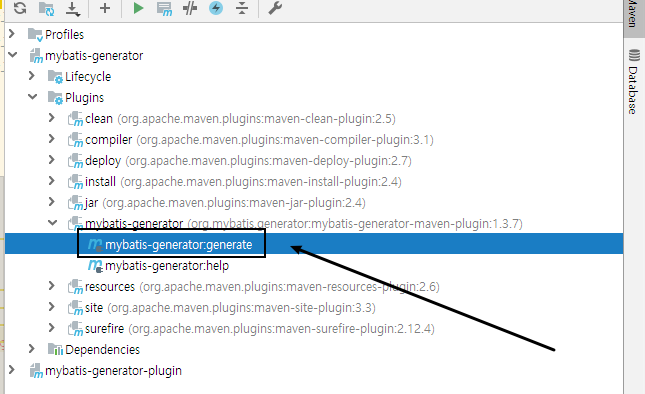 Profiles
mybatis-generator
Lifecycle
Plugins
clean (org.apache.maven.plugins:maven-clean-plugin:2.5)
compiler (org.apache.maven.plugins:maven-compiler-plugin:3.1)
deploy (org.apache.maven.plugins:maven-deploy-plugin:2.7)
install (org.apache.maven.plugins:maven-install-plugin:2.4)
jar (org.apache.maven.plugins:maven-jar-plugin:2.4)
mybatis-generator (org.mybatis.generator:mybatis-generator-maven-plugin:1.3.7)
mybatis-generator:generate
mybatis-generator:help
resources (org.apache.maven.plugins:maven-resources-plugin:2.6)
site (org.apache.maven.plugins:maven-site-plugin:3.3)
surefire (org.apache.maven.plugins:maven-surefire-plugin:2.12.4)
Dependencies
mybatis-generator-plugin
Maven
Database